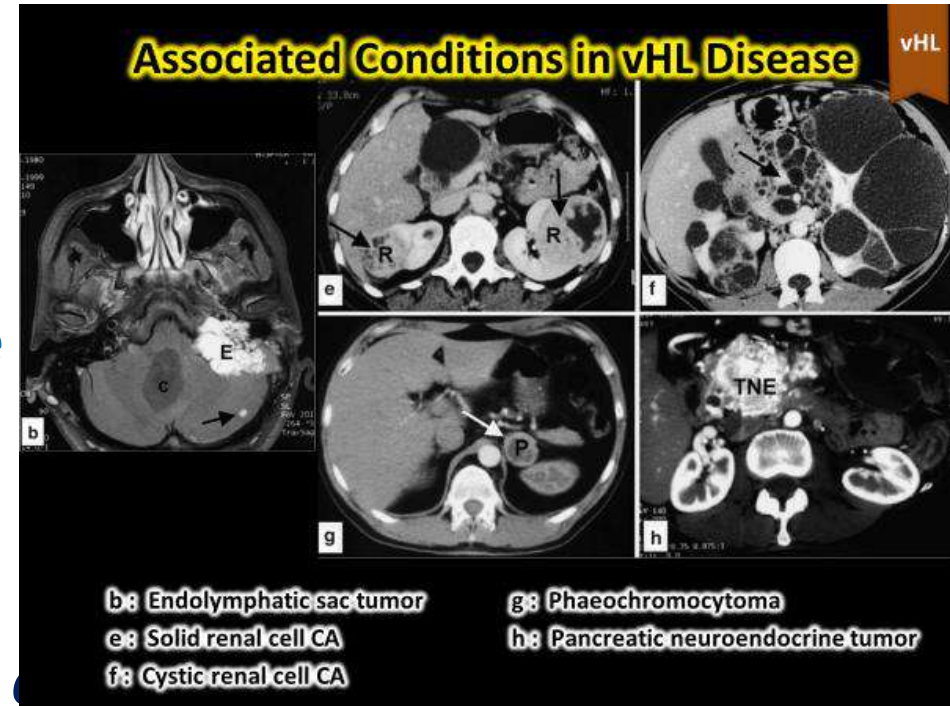 vHL
Associated Conditions in vHL Disease
E
C
b
R
R
e
f
P
g
TNE
h
b : Endolymphatic sac tumor
e : Solid renal cell CA
f : Cystic renal cell CA
g : Phaeochromocytoma
h : Pancreatic neuroendocrine tumor